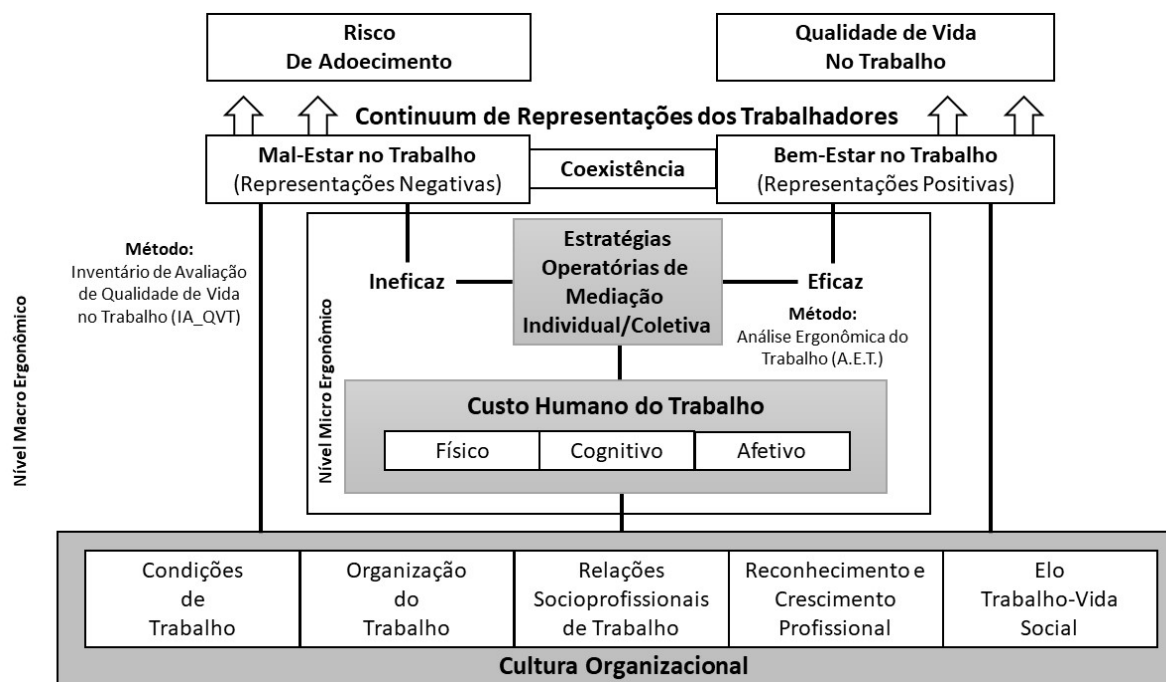 Risco
De Adoecimento
Qualidade de Vida
No Trabalho
Continuum de Representações dos Trabalhadores
Mal-Estar no Trabalho
(Representações Negativas)
Coexistência
Bem-Estar no Trabalho
(Representações Positivas)
Método:
Inventário de Avaliação
de Qualidade de Vida
no Trabalho (IA_QVT)
Ineficaz
Estratégias
Operatórias de
Mediação
Individual/Coletiva
Eficaz
Método:
Análise Ergonômica do
Trabalho (A.E.T.)
Nível Macro Ergonômico
Nível Micro Ergonômico
Custo Humano do Trabalho
Físico
Cognitivo
Afetivo
Condições
de
Trabalho
Organização
do
Trabalho
Relações
Socioprofissionais
de Trabalho
Reconhecimento e
Crescimento
Profissional
Elo
Trabalho-Vida
Social
Cultura Organizacional